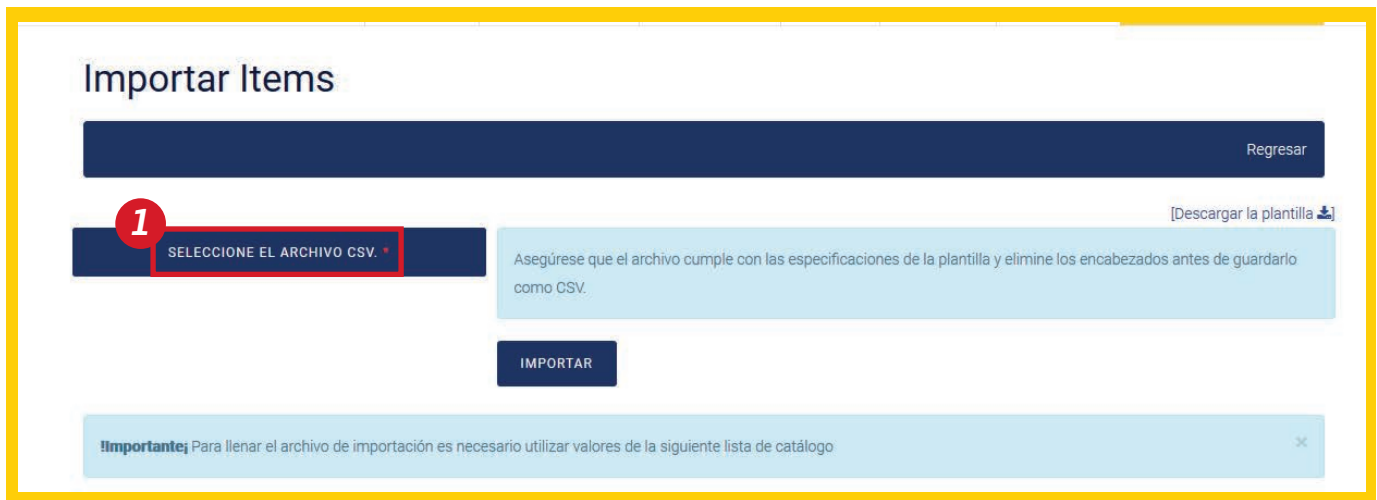 Importar Items
Regresar
[Descargar la plantilla]
1
SELECCIONE EL ARCHIVO CSV. *
Asegúrese que el archivo cumple con las especificaciones de la plantilla y elimine los encabezados antes de guardarlo
como CSV.
IMPORTAR
!Importante¡ Para llenar el archivo de importación es necesario utilizar valores de la siguiente lista de catálogo
×